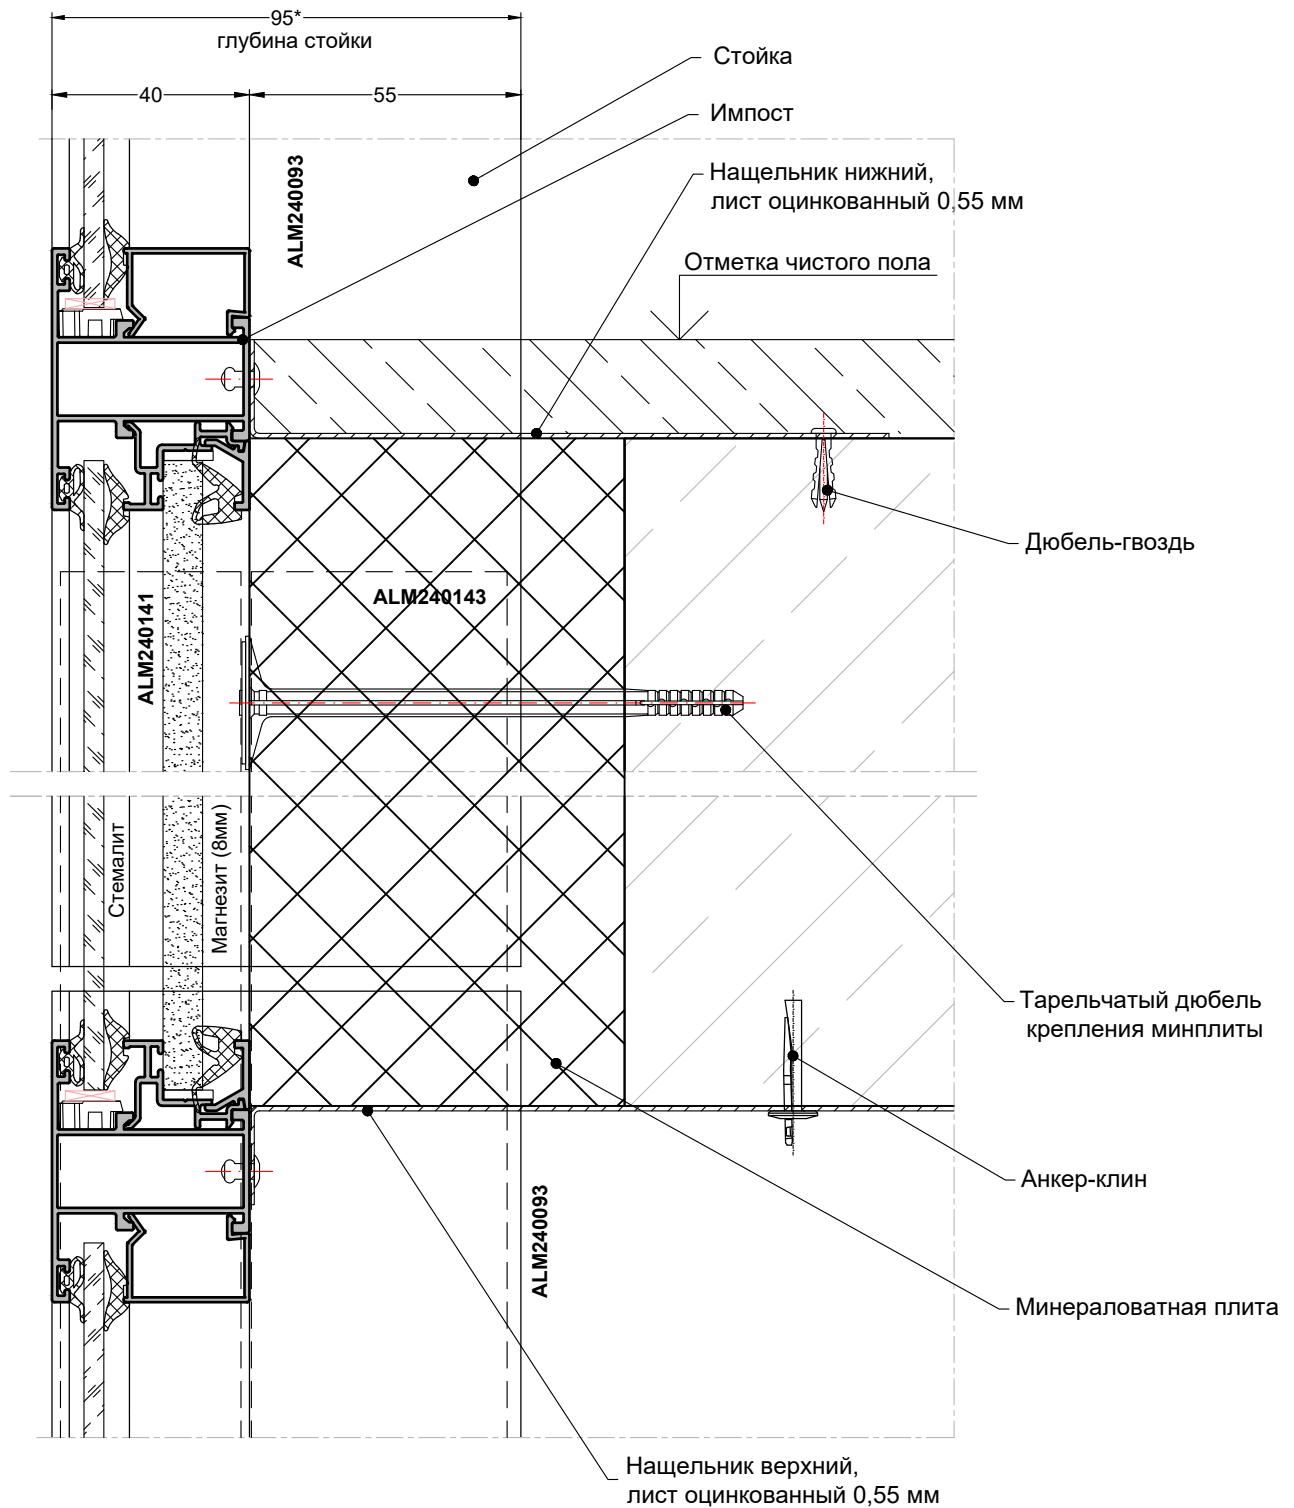 95*
глубина стойки
40
55
Стойка
Импост
ALM240093
Нащельник нижний,
лист оцинкованный 0,55 мм
Отметка чистого пола
Дюбель-гвоздь
ALM240143
ALM240141
Стемалит
Магнезит (8мм)
Тарельчатый дюбель
крепления минплиты
Анкер-клин
ALM240093
Минераловатная плита
Нащельник верхний,
лист оцинкованный 0,55 мм